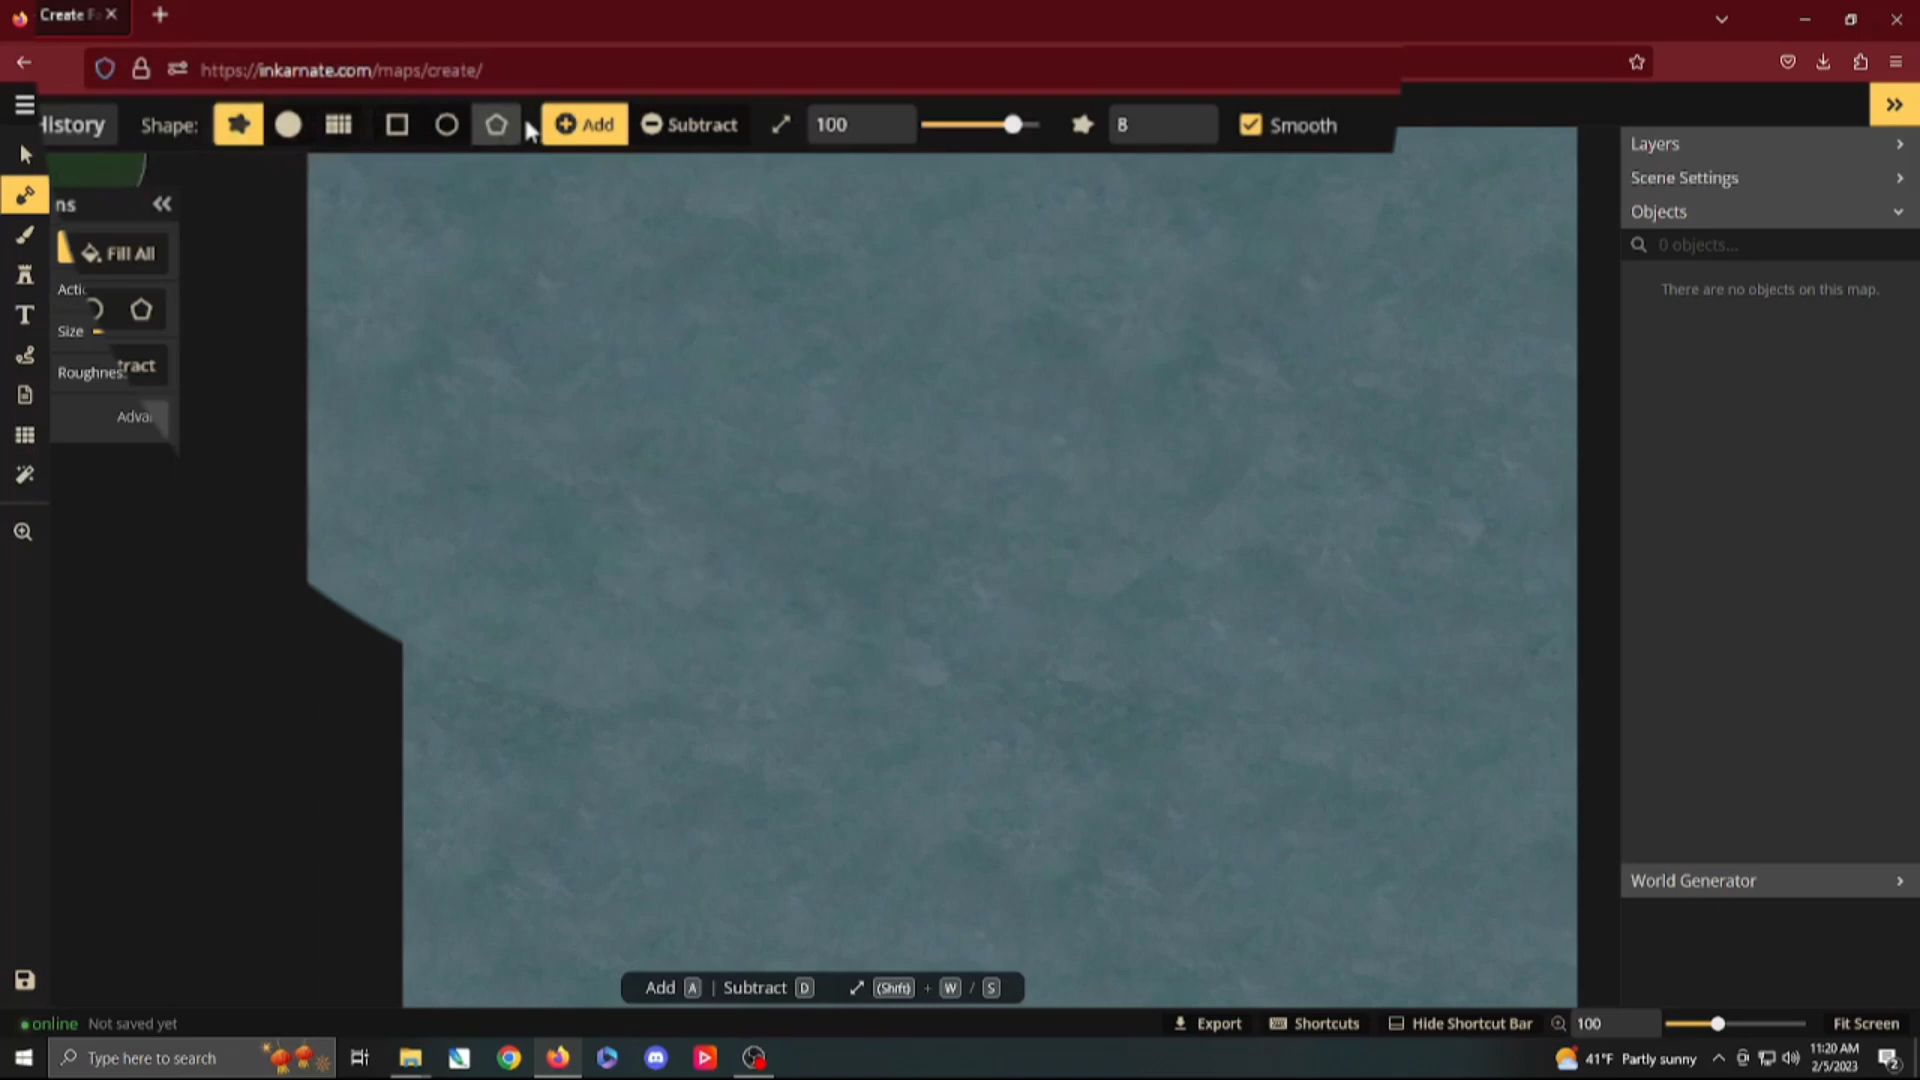 Create F
https://inkarnate.com/maps/create/
History
Shape:
Add
Subtract
100
8
Smooth
ns
Fill All
Acti
Size
Roughnes
tract
Adva
Layers
Scene Settings
Objects
0 objects...
There are no objects on this map.
World Generator
Add A | Subtract D (Shift) + W / S
online Not saved yet
Export
Shortcuts
Hide Shortcut Bar
100
Fit Screen
Type here to search
41°F Partly sunny
11:20 AM
2/5/2023
2